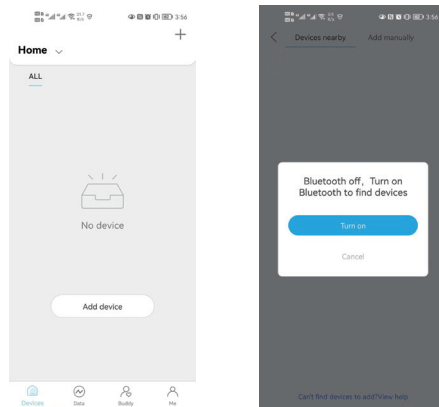 3:56
Home
ALL
No device
Add device
Devices Data Buddy Me
3:56
Devices nearby Add manually
Bluetooth off, Turn on
Bluetooth to find devices
Turn on
Cancel
Can't find devices to add?View help